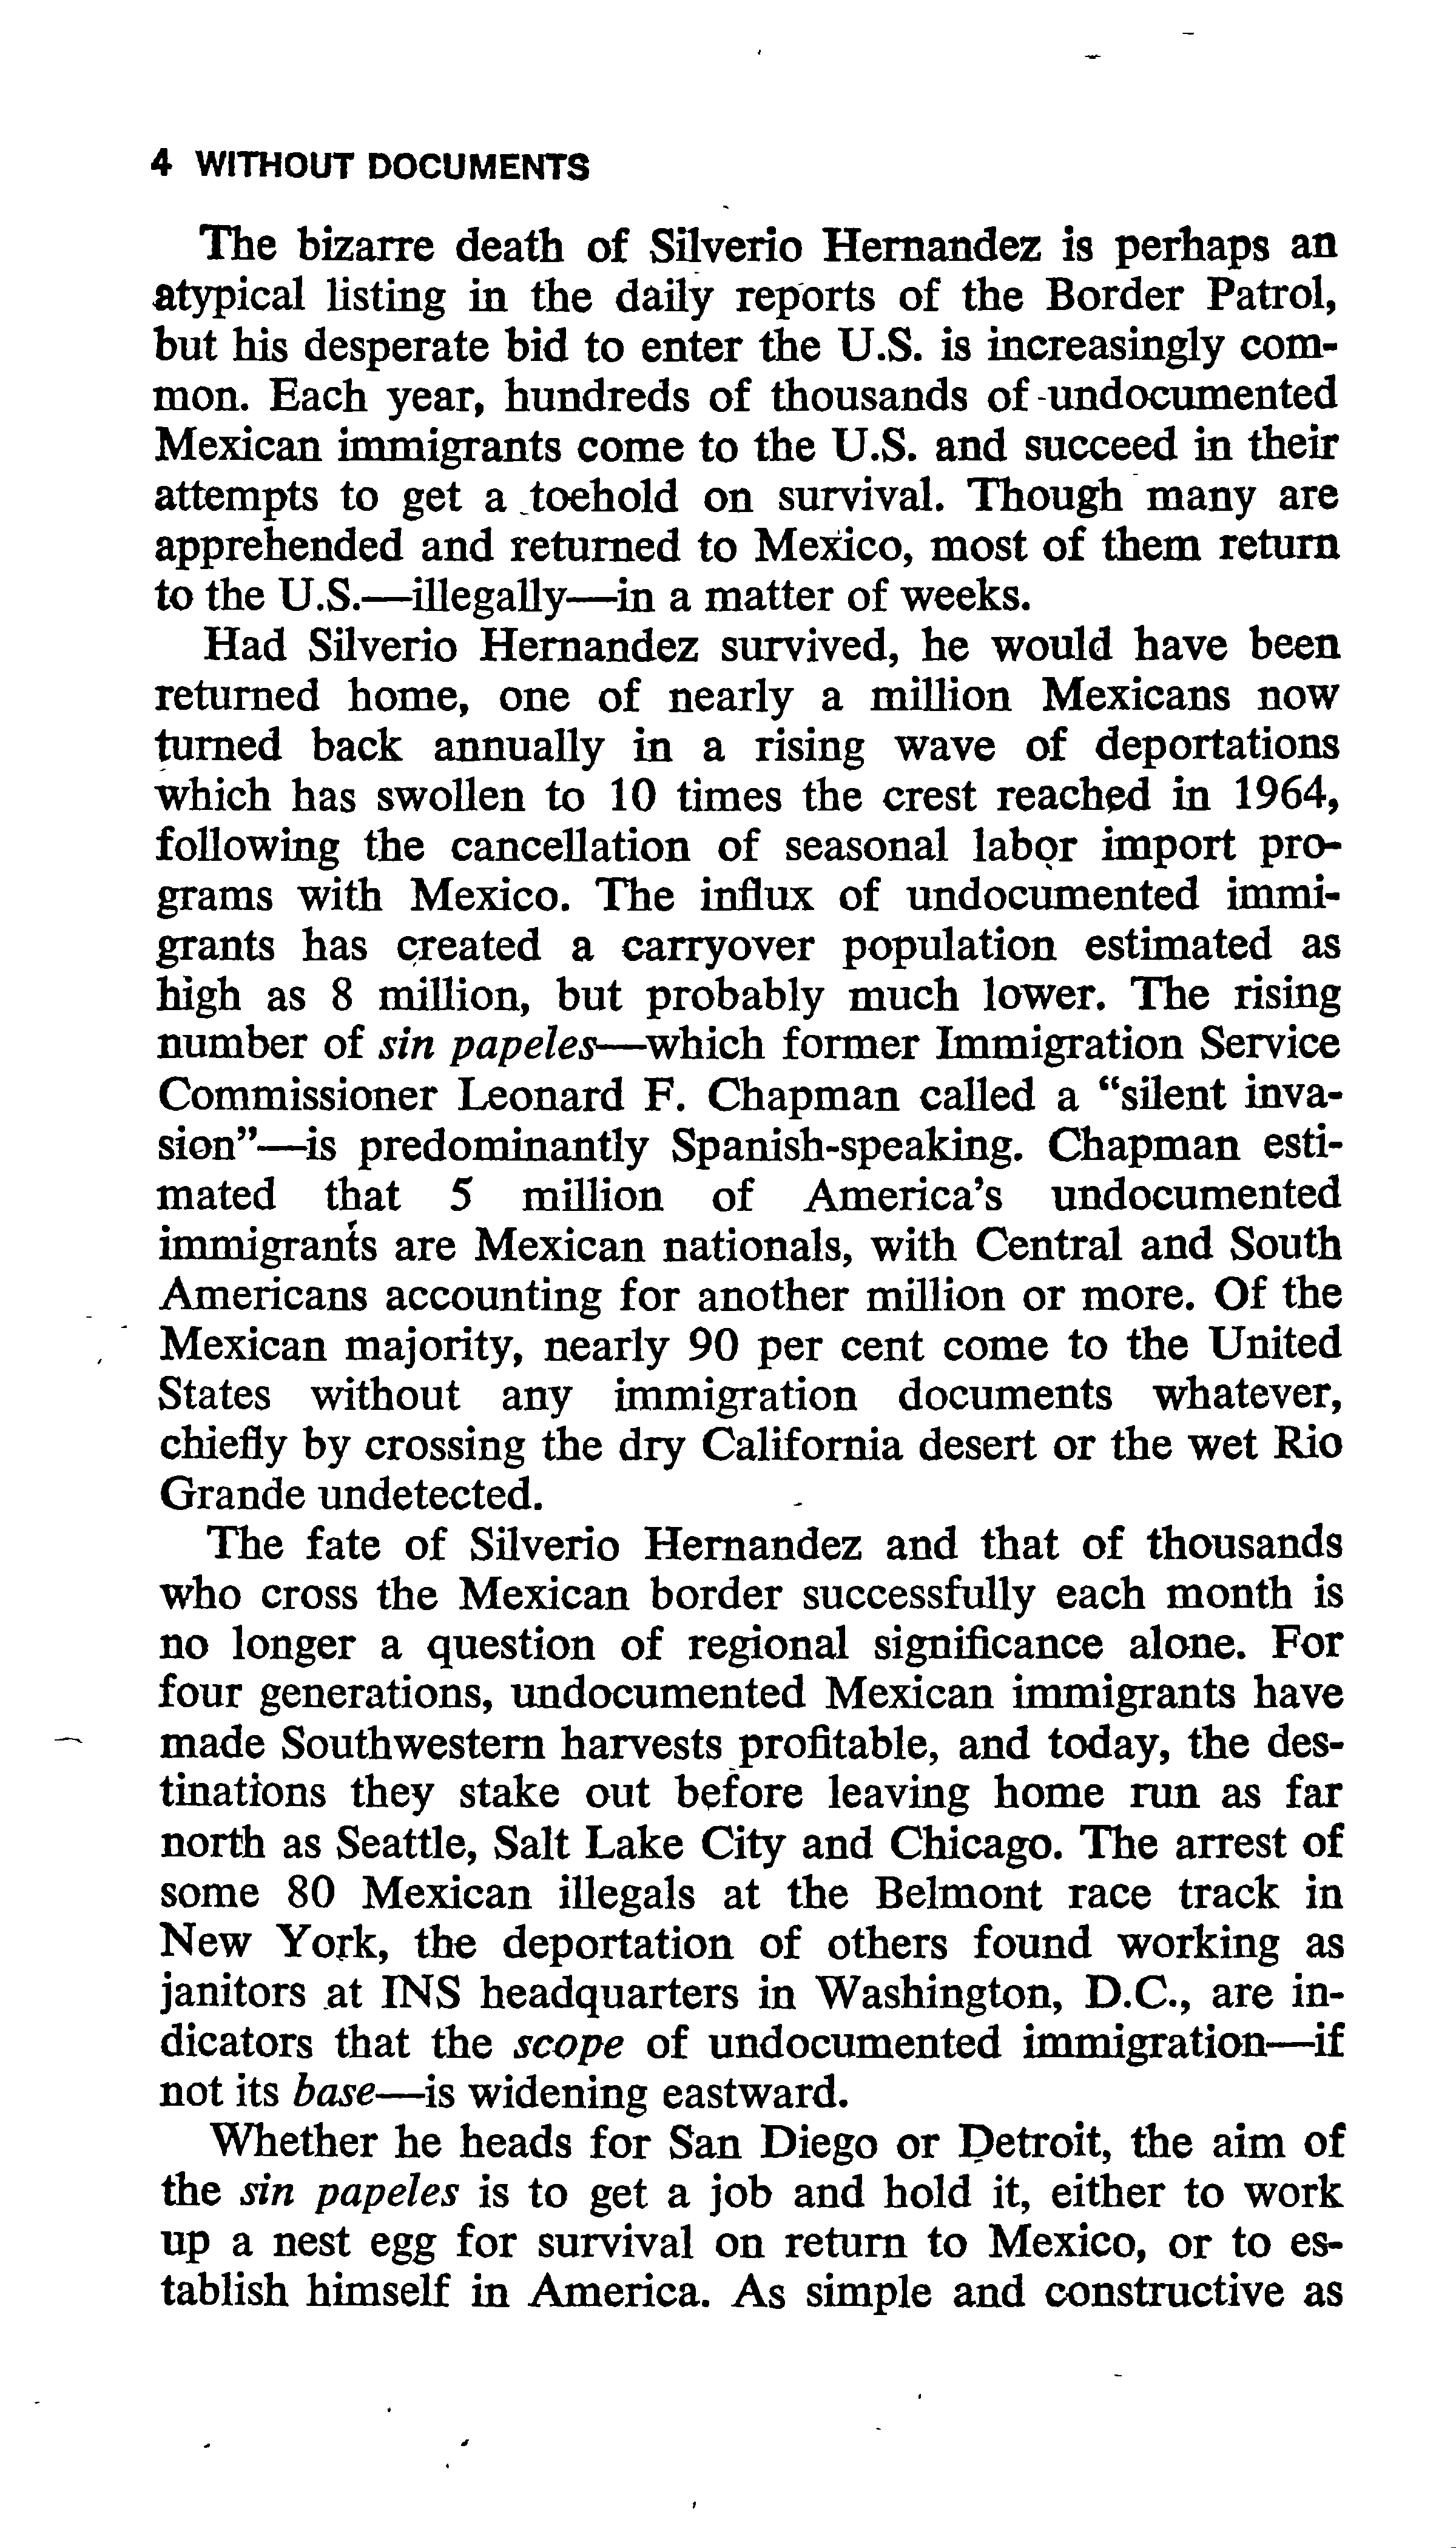 4 WITHOUT DOCUMENTS
The bizarre death of Silverio Hernandez is perhaps an
atypical listing in the daily reports of the Border Patrol,
but his desperate bid to enter the U.S. is increasingly com-
mon. Each year, hundreds of thousands of undocumented
Mexican immigrants come to the U.S. and succeed in their
attempts to get a toehold on survival. Though many are
apprehended and returned to Mexico, most of them return
to the U.S.—illegally—in a matter of weeks.
Had Silverio Hernandez survived, he would have been
returned home, one of nearly a million Mexicans now
turned back annually in a rising wave of deportations
which has swollen to 10 times the crest reached in 1964,
following the cancellation of seasonal labor import pro-
grams with Mexico. The influx of undocumented immi-
grants has created a carryover population estimated as
high as 8 million, but probably much lower. The rising
number of sin papeles—which former Immigration Service
Commissioner Leonard F. Chapman called a “silent inva-
sion”—is predominantly Spanish-speaking. Chapman esti-
mated that 5 million of America’s undocumented
immigrants are Mexican nationals, with Central and South
Americans accounting for another million or more. Of the
Mexican majority, nearly 90 per cent come to the United
States without any immigration documents whatever,
chiefly by crossing the dry California desert or the wet Rio
Grande undetected.
The fate of Silverio Hernandez and that of thousands
who cross the Mexican border successfully each month is
no longer a question of regional significance alone. For
four generations, undocumented Mexican immigrants have
made Southwestern harvests profitable, and today, the des-
tinations they stake out before leaving home run as far
north as Seattle, Salt Lake City and Chicago. The arrest of
some 80 Mexican illegals at the Belmont race track in
New York, the deportation of others found working as
janitors at INS headquarters in Washington, D.C., are in-
dicators that the scope of undocumented immigration—if
not its base—is widening eastward.
Whether he heads for San Diego or Detroit, the aim of
the sin papeles is to get a job and hold it, either to work
up a nest egg for survival on return to Mexico, or to es-
tablish himself in America. As simple and constructive as